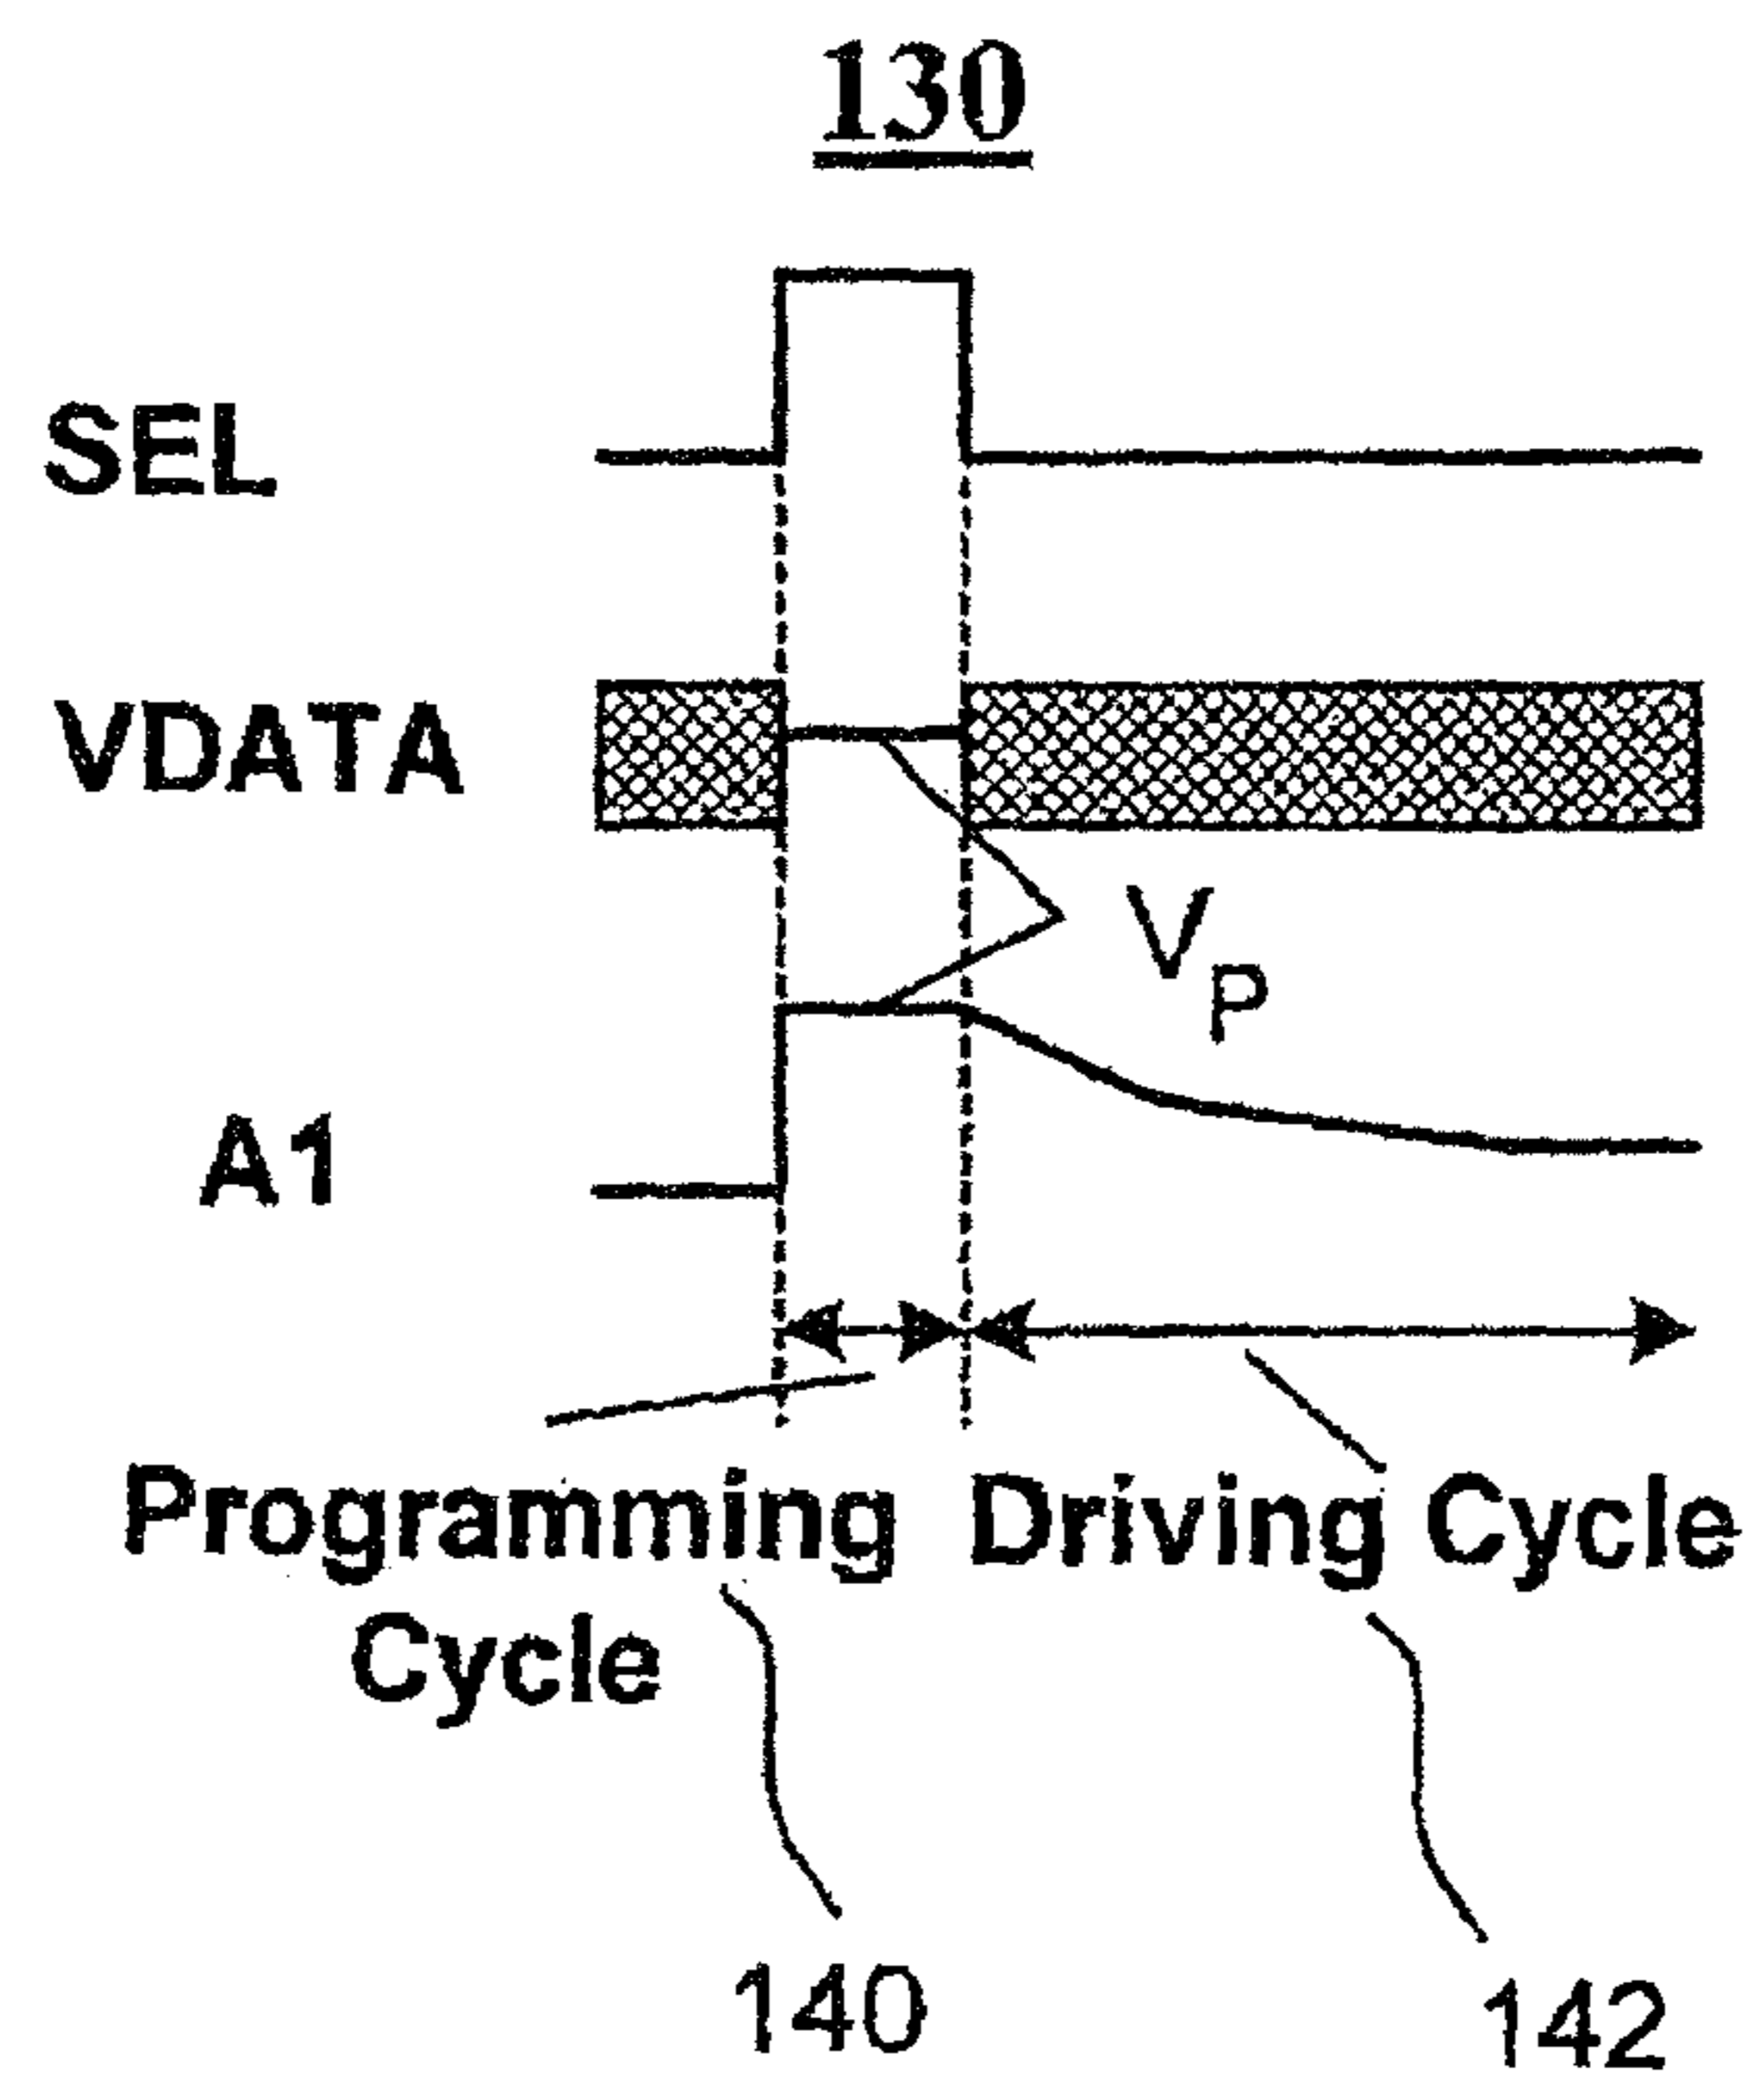 130
SEL
VDATA
VP
A1
Programming Driving Cycle
Cycle
140
142